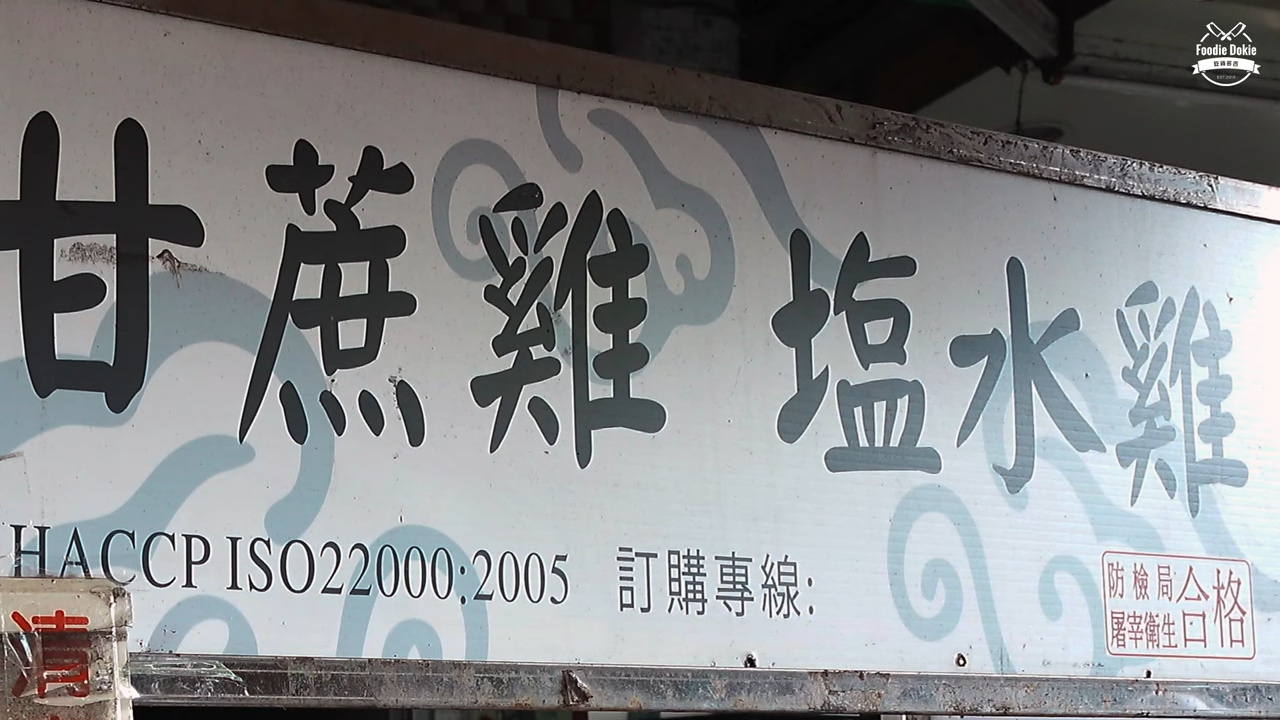 Foodie Dokie
甘蔗雞 塩水雞
HACCP ISO22000:2005 訂購專線:
防檢局
屠宰衛生
合格
清